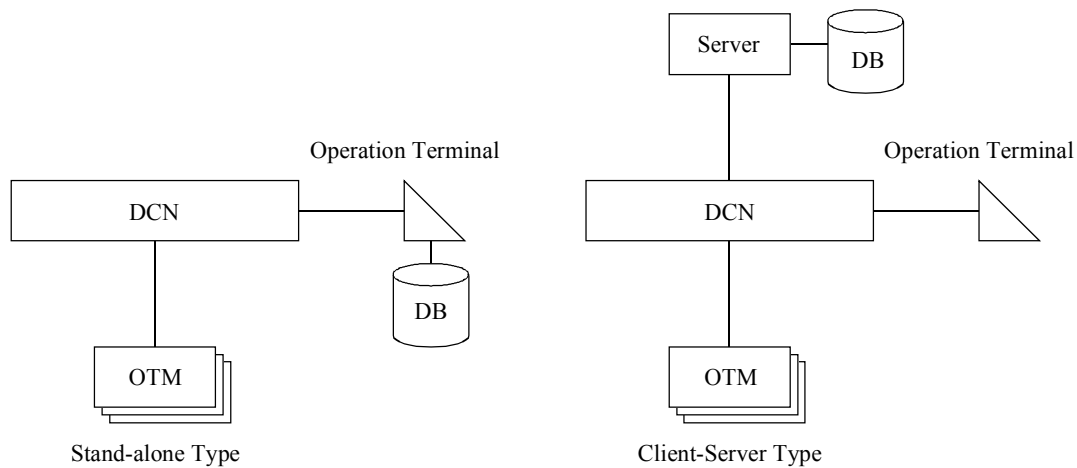 Server
DB
Operation Terminal
Operation Terminal
DCN
DCN
DB
OTM
OTM
Stand-alone Type
Client-Server Type